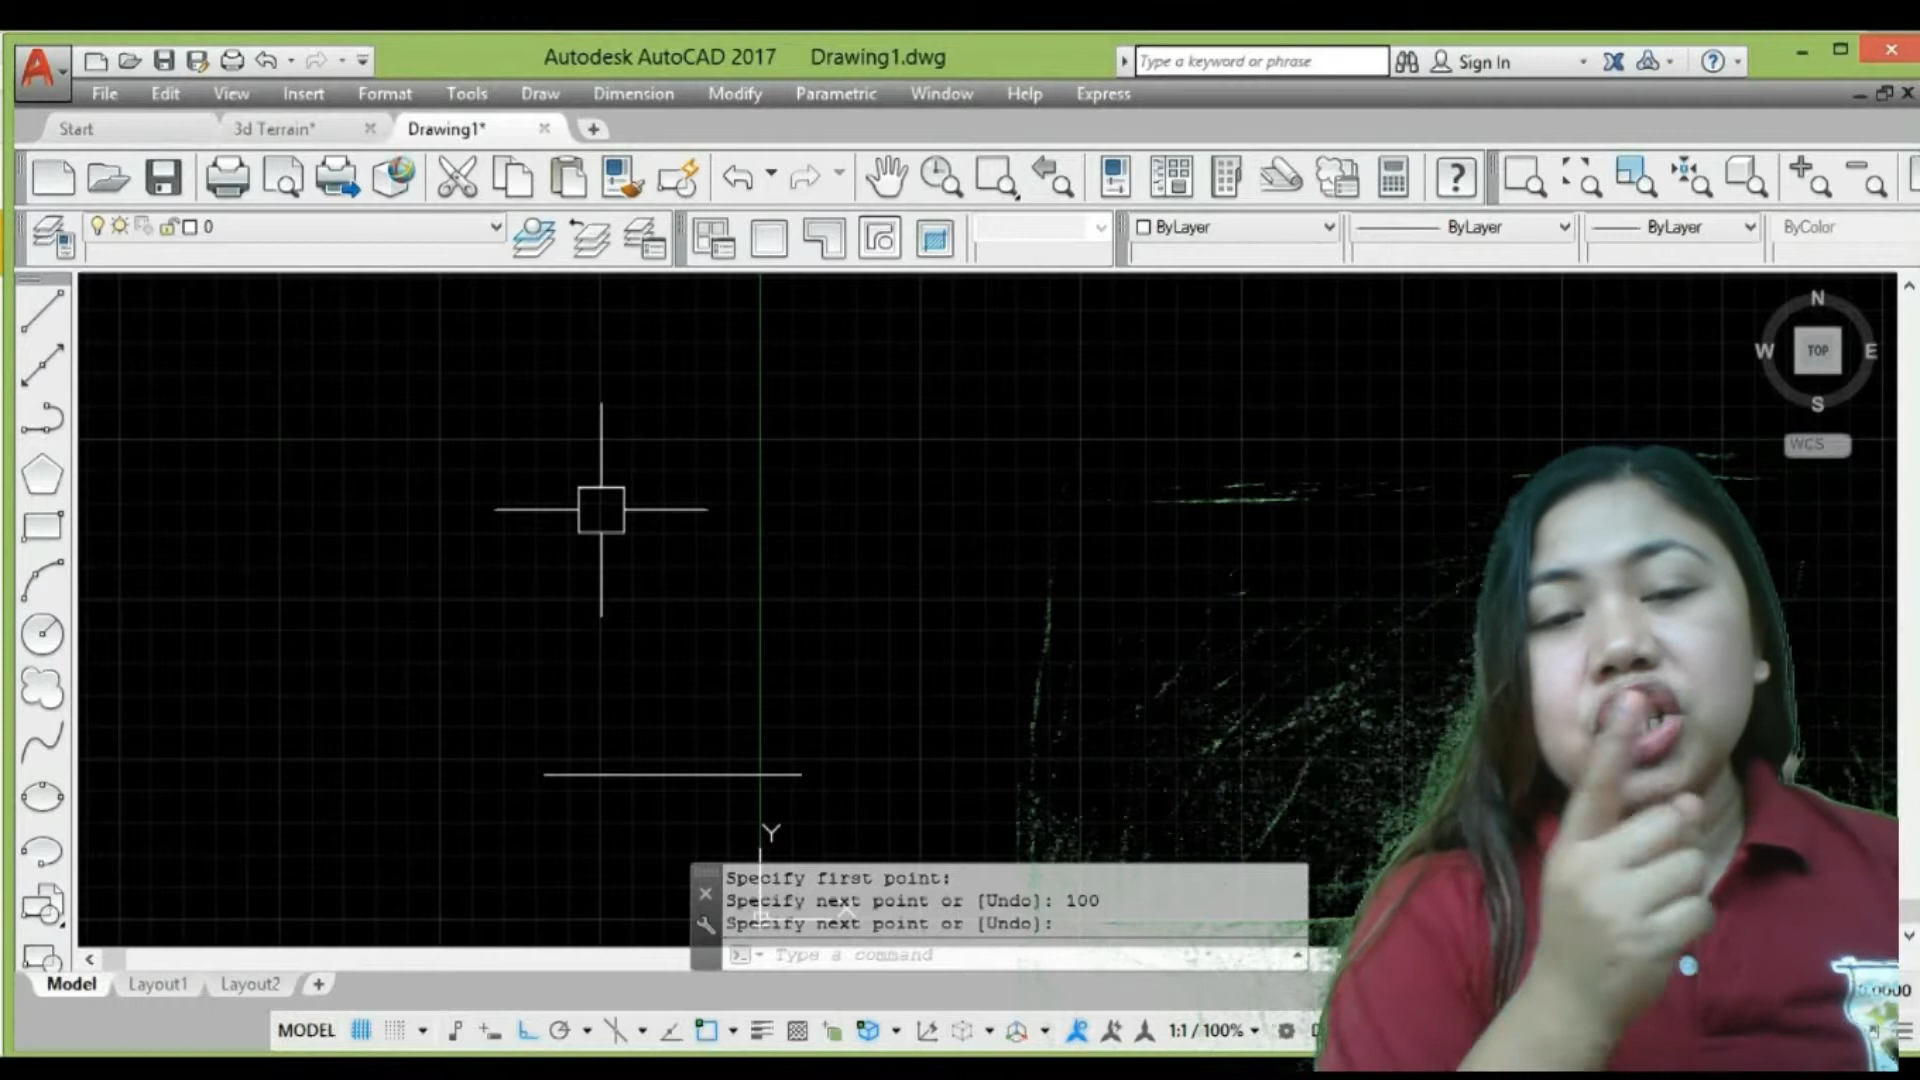 Autodesk AutoCAD 2017 Drawing1.dwg
Type a keyword or phrase
Sign In
File Edit View Insert Format Tools Draw Dimension Modify Parametric Window Help Express
Start 3d Terrain* Drawing1*
0
ByLayer
ByLayer
ByLayer
ByColor
N
W TOP E
S
WCS
Y
X
Specify first point:
Specify next point or [Undo]: 100
Specify next point or [Undo]:
Type a command
Model Layout1 Layout2
MODEL
1:1 / 100%